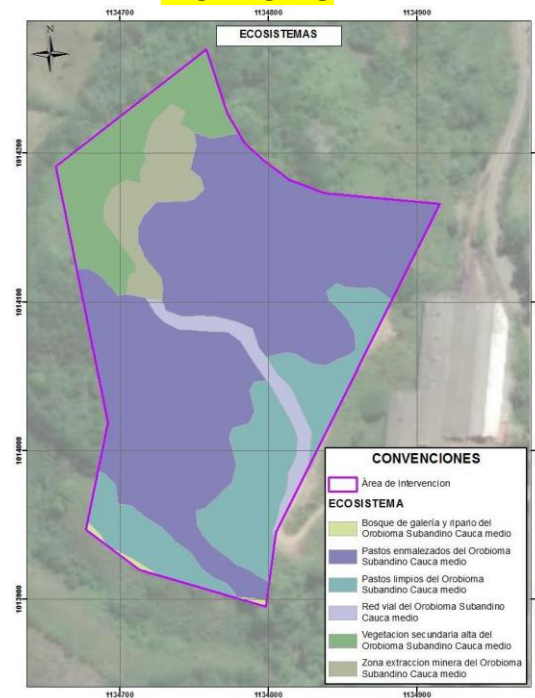 1134700 1134800 1134900
N
ECOSISTEMAS
1014200
1014100
1014000
1013900
CONVENCIONES
Àrea de Intervencion
ECOSISTEMA
Bosque de galería y ripario del
Orobioma Subandino Cauca medio
Pastos enmalezados del Orobioma
Subandino Cauca medio
Pastos limpios del Orobioma
Subandino Cauca medio
Red vial del Orobioma Subandino
Cauca medio
Vegetacion secundaria alta del
Orobioma Subandino Cauca medio
Zona extraccion minera del Orobioma
Subandino Cauca medio
1134700 1134800 1134900